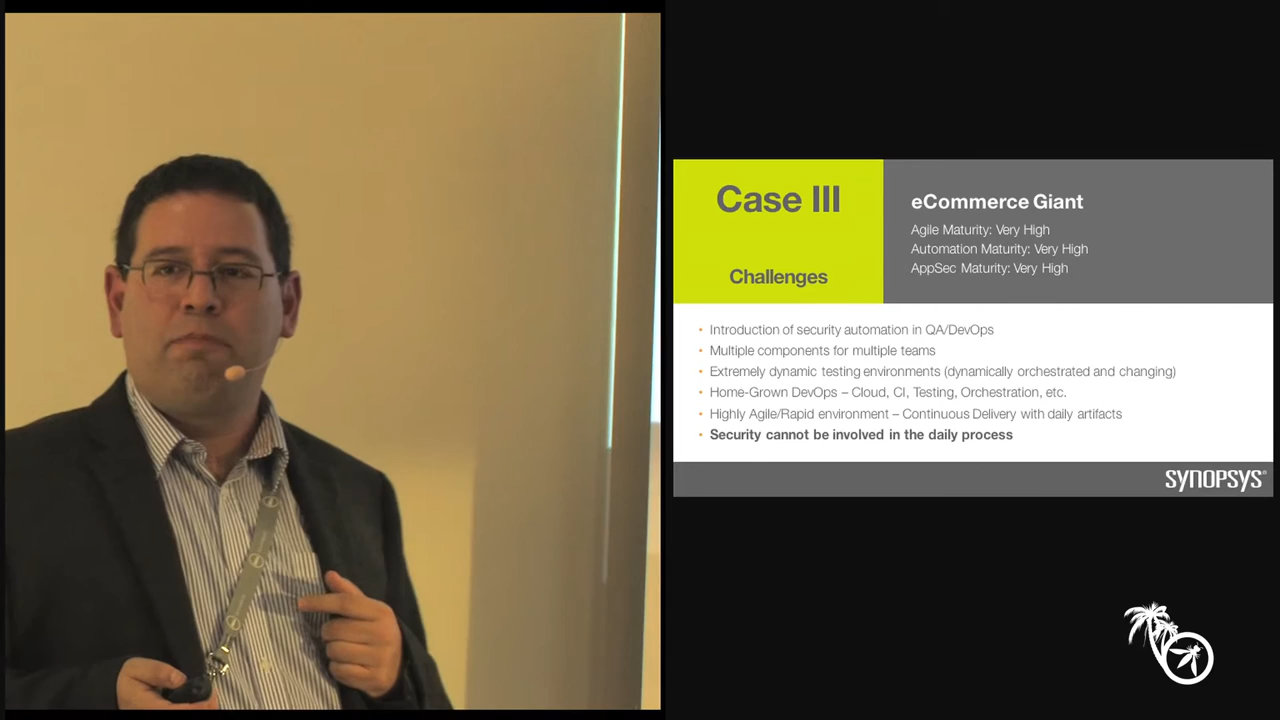 Case III
Challenges
eCommerce Giant
Agile Maturity: Very High
Automation Maturity: Very High
AppSec Maturity: Very High
• Introduction of security automation in QA/DevOps
• Multiple components for multiple teams
• Extremely dynamic testing environments (dynamically orchestrated and changing)
• Home-Grown DevOps – Cloud, CI, Testing, Orchestration, etc.
• Highly Agile/Rapid environment – Continuous Delivery with daily artifacts
• Security cannot be involved in the daily process
SYNOPSYS®